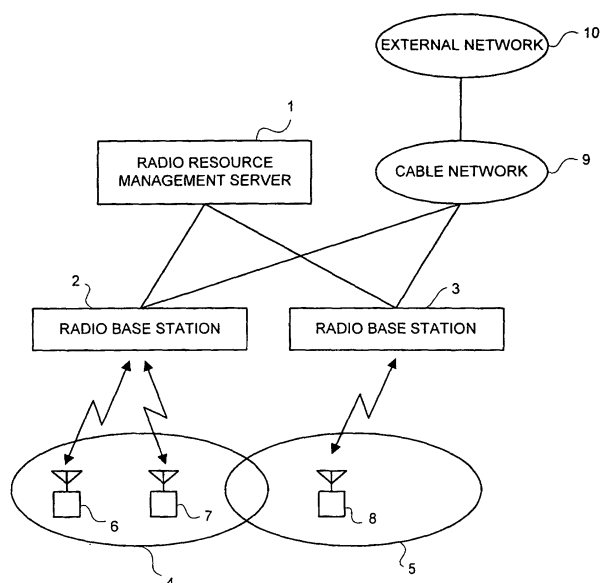 EXTERNAL NETWORK
10
1
RADIO RESOURCE
MANAGEMENT SERVER
CABLE NETWORK
9
2
3
RADIO BASE STATION
RADIO BASE STATION
6
7
8
4
5